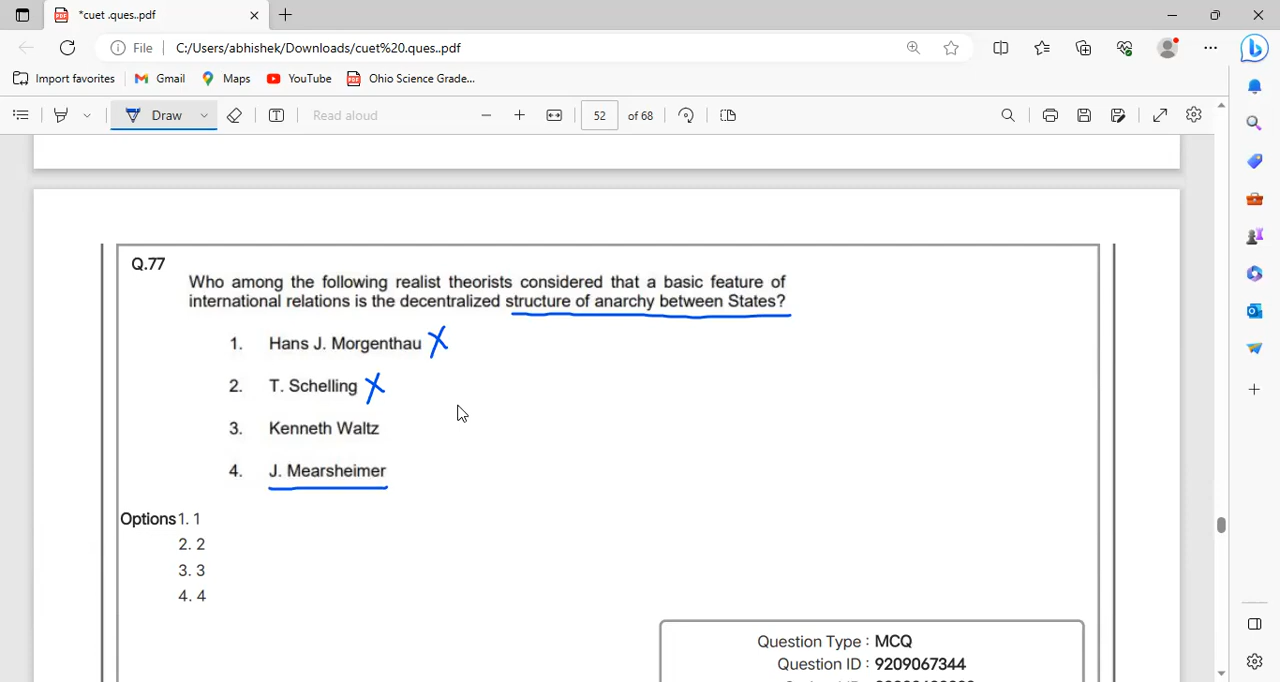 *cuet .ques..pdf
File C:/Users/abhishek/Downloads/cuet%20.ques..pdf
Import favorites Gmail Maps YouTube Ohio Science Grade...
Draw Read aloud 52 of 68
Q.77
Who among the following realist theorists considered that a basic feature of
international relations is the decentralized structure of anarchy between States?
1. Hans J. Morgenthau X
2. T. Schelling X
3. Kenneth Waltz
4. J. Mearsheimer
Options 1. 1
2. 2
3. 3
4. 4
Question Type : MCQ
Question ID : 9209067344